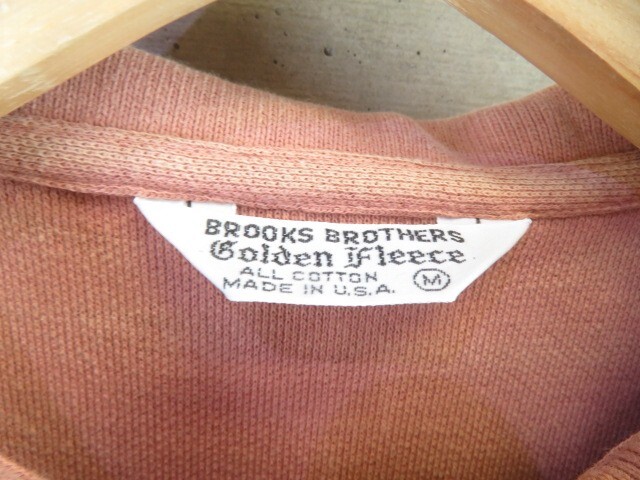 BROOKS BROTHERS
Golden Fleece
ALL COTTON
MADE IN U.S.A. M